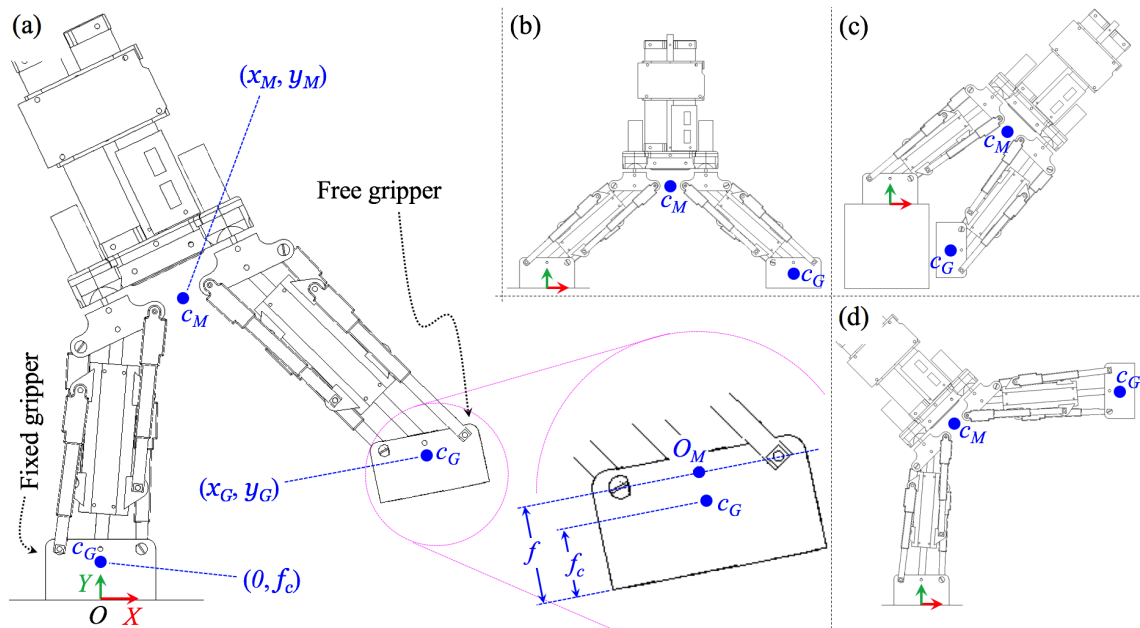 (a)
(x_M, y_M)
Free gripper
c_M
Fixed gripper
c_G
(x_G, y_G)
c_G
(0, f_c)
Y
O
X
O_M
c_G
f
f_c
(b)
c_M
c_G
(c)
c_M
c_G
(d)
c_G
c_M